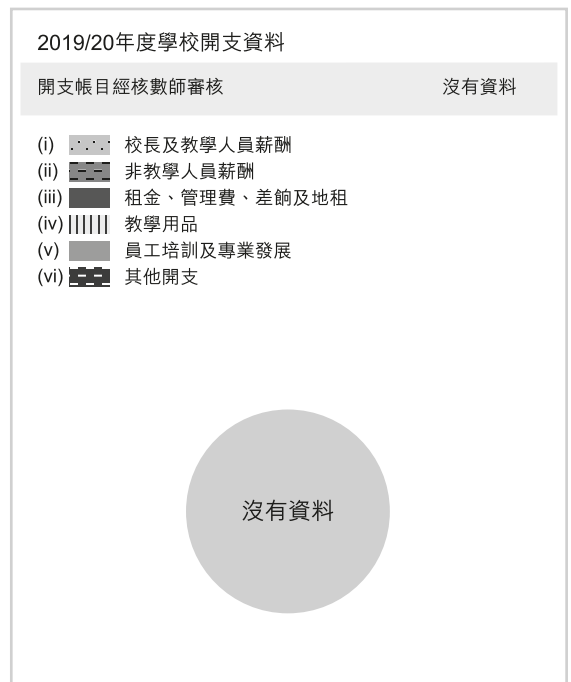 2019/20年度學校開支資料
開支帳目經核數師審核 沒有資料
(i) 校長及教學人員薪酬
(ii) 非教學人員薪酬
(iii) 租金、管理費、差餉及地租
(iv) 教學用品
(v) 員工培訓及專業發展
(vi) 其他開支
沒有資料